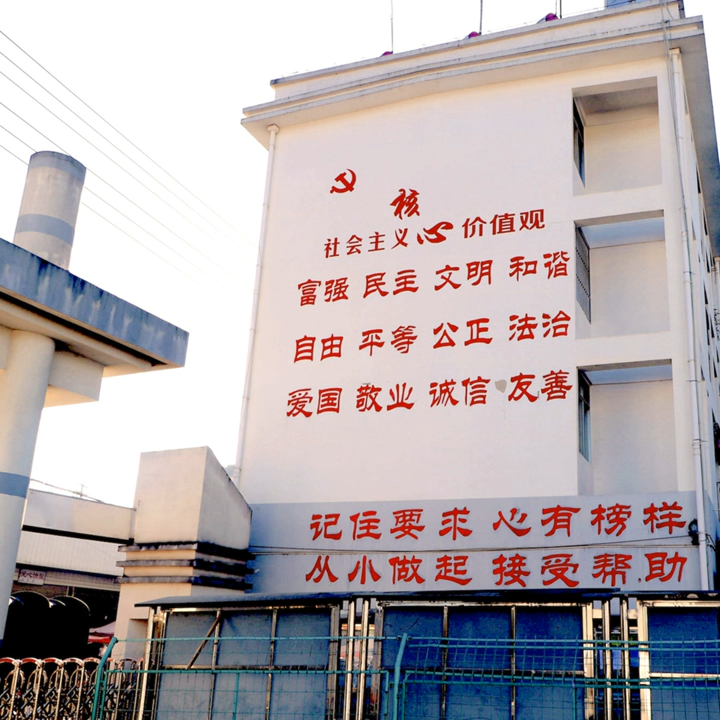 社会主义核心价值观
富强 民主 文明 和谐
自由 平等 公正 法治
爱国 敬业 诚信 友善
记住要求 心有榜样
从小做起 接受帮助